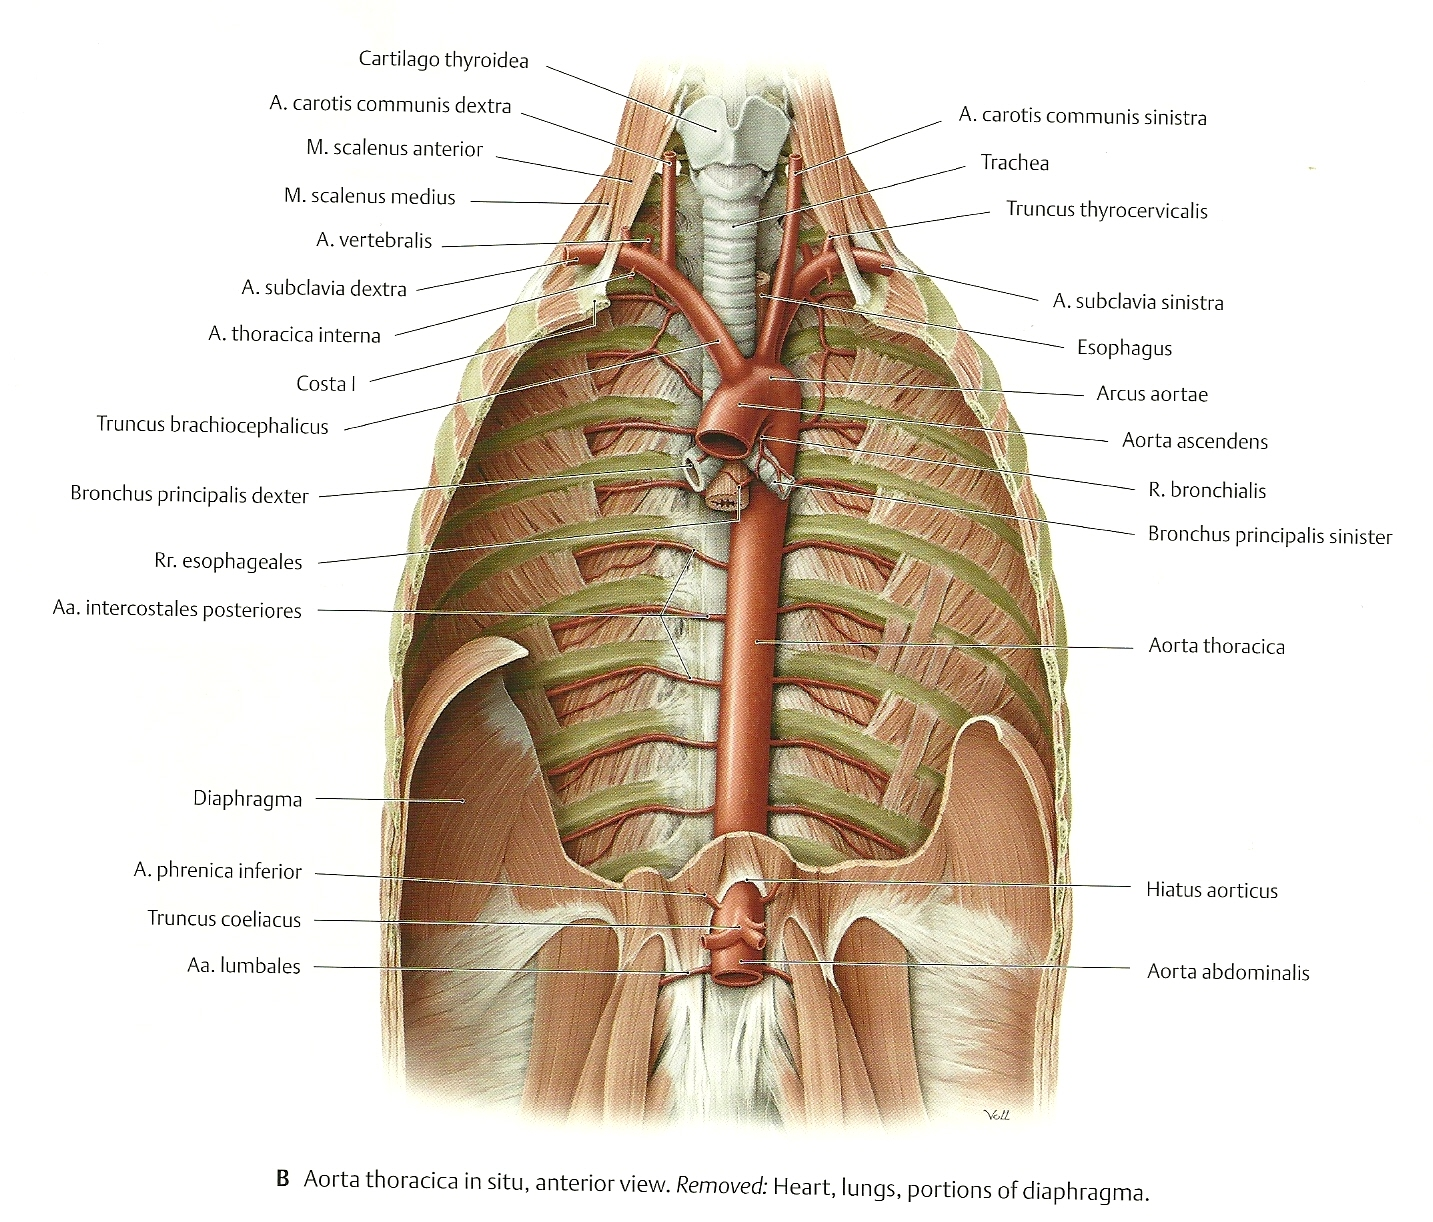 Cartilago thyroidea
A. carotis communis dextra
M. scalenus anterior
M. scalenus medius
A. vertebralis
A. subclavia dextra
A. thoracica interna
Costa I
Truncus brachiocephalicus
Bronchus principalis dexter
Rr. esophageales
Aa. intercostales posteriores
Diaphragma
A. phrenica inferior
Truncus coeliacus
Aa. lumbales
A. carotis communis sinistra
Trachea
Truncus thyrocervicalis
A. subclavia sinistra
Esophagus
Arcus aortae
Aorta ascendens
R. bronchialis
Bronchus principalis sinister
Aorta thoracica
Hiatus aorticus
Aorta abdominalis
Voll
B Aorta thoracica in situ, anterior view. Removed: Heart, lungs, portions of diaphragma.